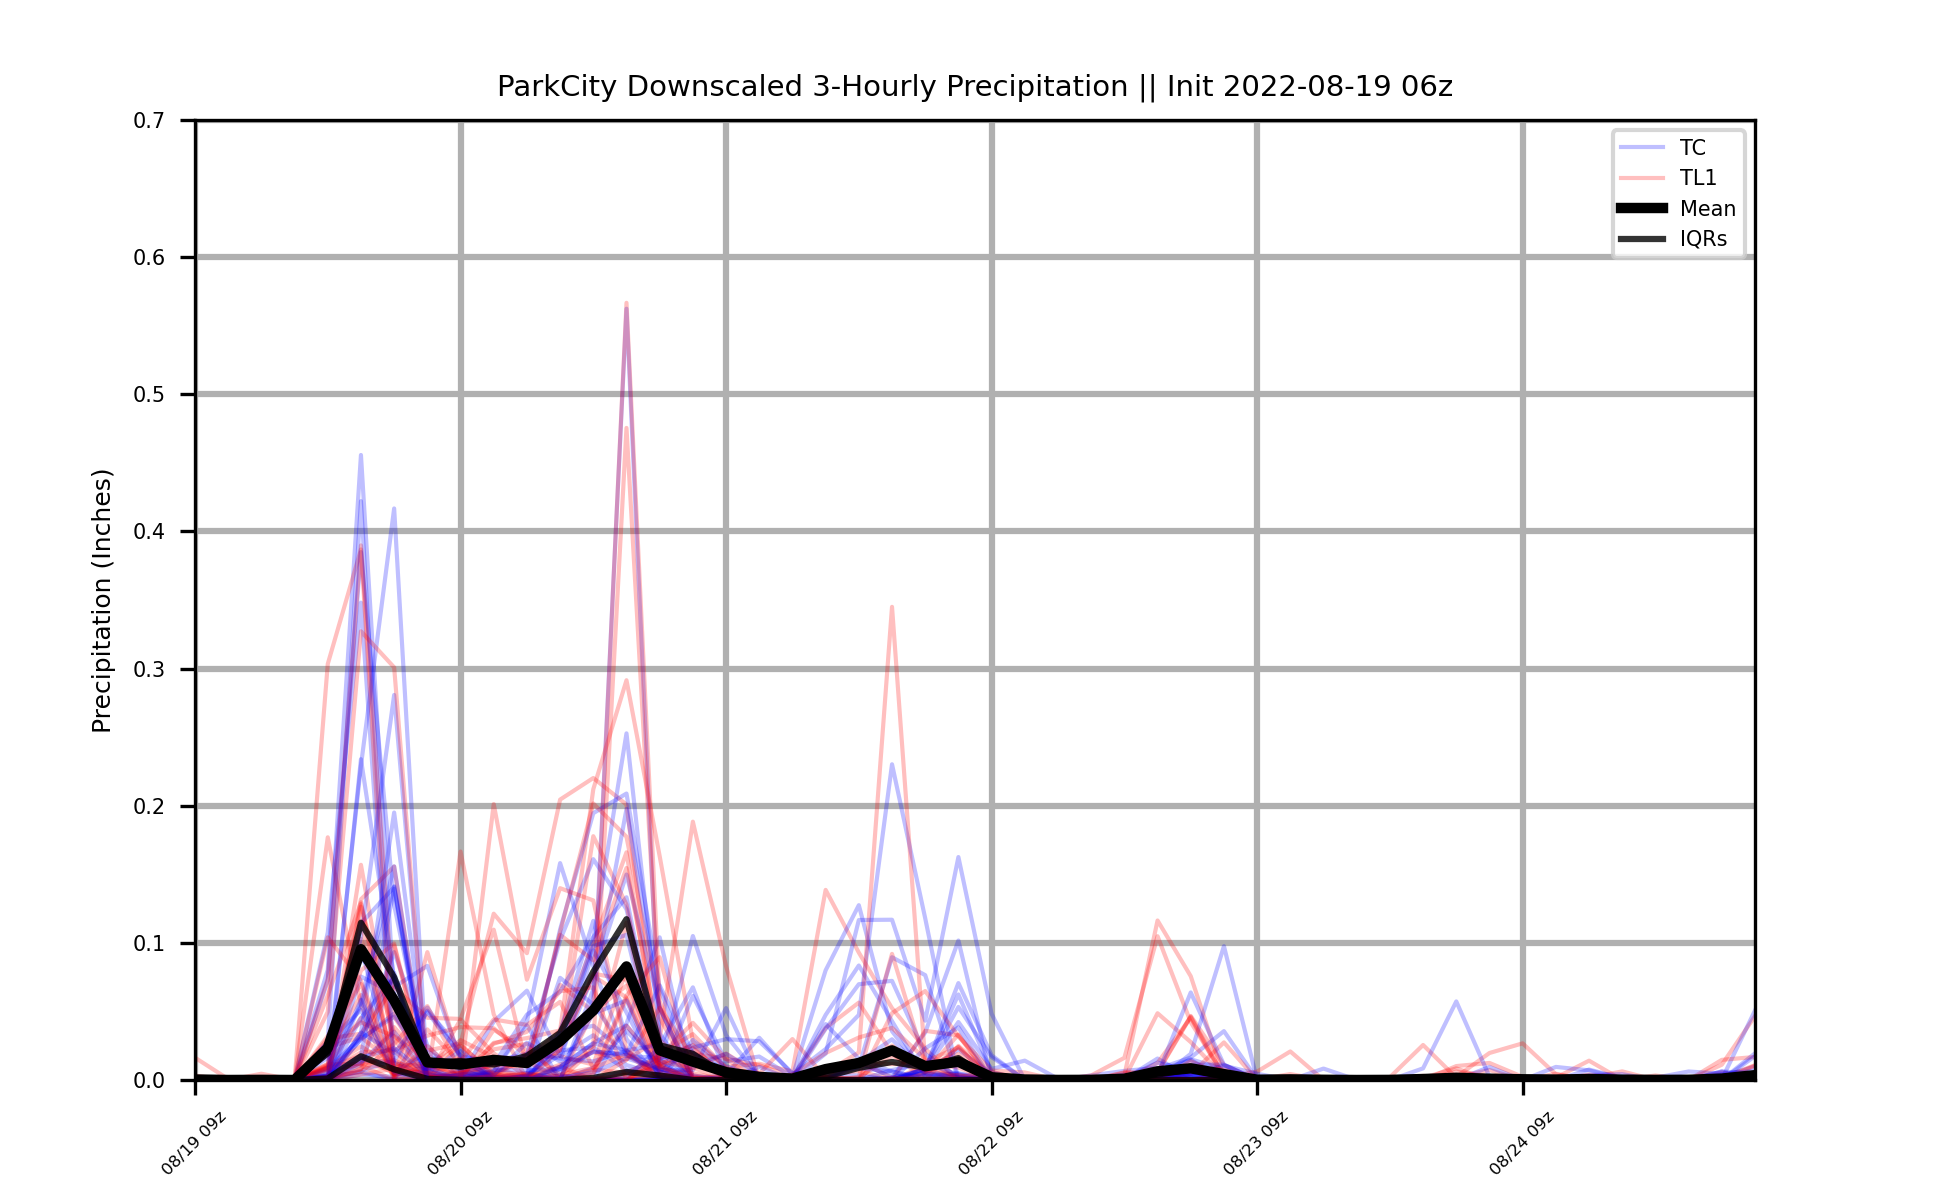 ParkCity Downscaled 3-Hourly Precipitation || Init 2022-08-19 06z
0.7
0.6
0.5
0.4
0.3
0.2
0.1
0.0
Precipitation (Inches)
TC
TL1
Mean
IQRs
08/19 09z
08/20 09z
08/21 09z
08/22 09z
08/23 09z
08/24 09z